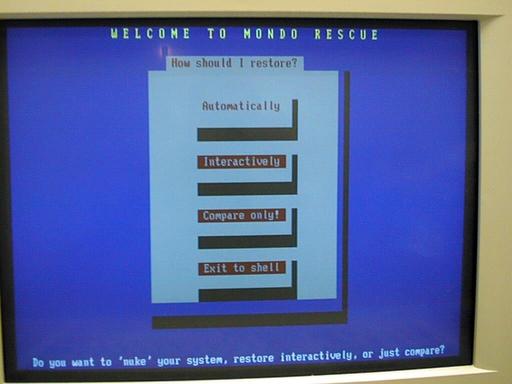 WELCOME TO MONDO RESCUE
How should I restore?
Automatically
Interactively
Compare only!
Exit to shell
Do you want to 'nuke' your system, restore interactively, or just compare?